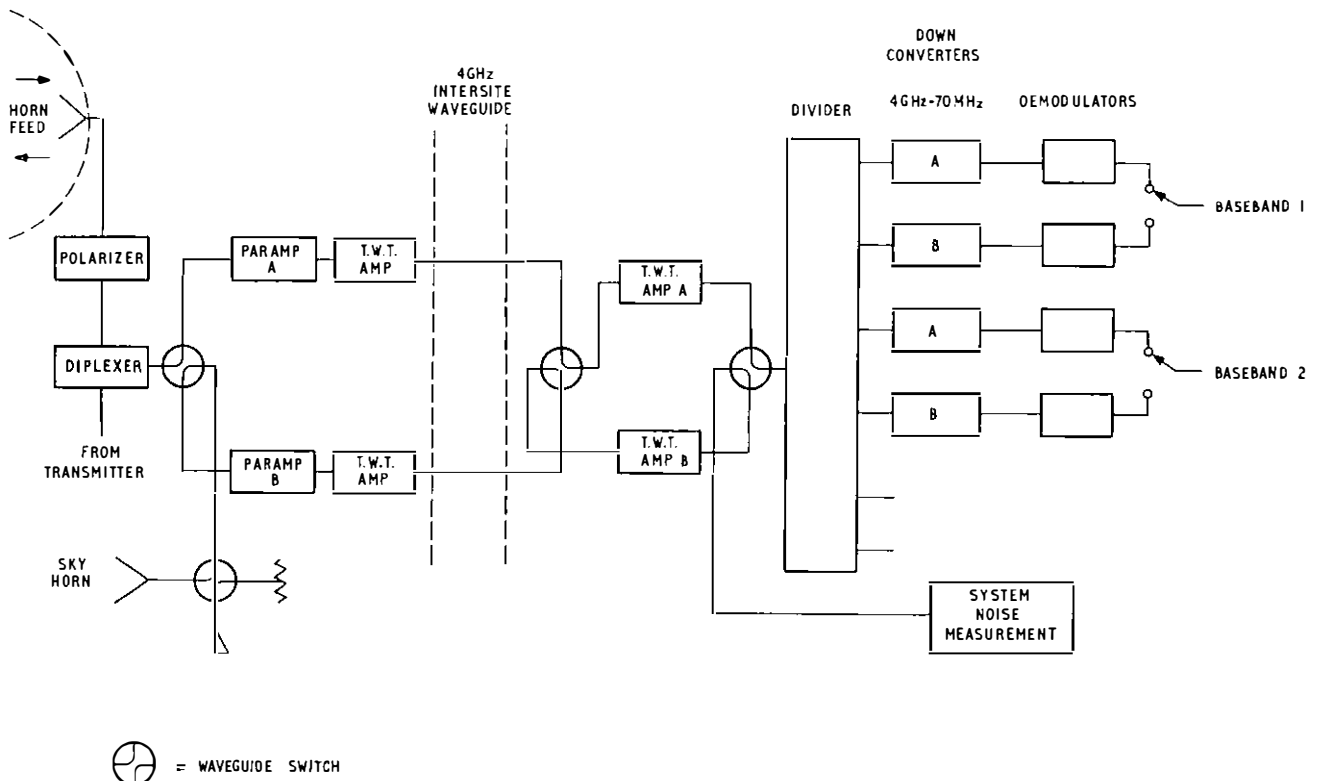 DOWN
CONVERTERS
4GHz
INTERSITE
WAVEGUIDE
HORN
FEED
DIVIDER
4GHz-70MHz
OEMODULATORS
A
BASEBAND 1
B
POLARIZER
PARAMP
A
T.W.T.
AMP
T.W.T.
AMP A
DIPLEXER
A
BASEBAND 2
B
FROM
TRANSMITTER
PARAMP
B
T.W.T.
AMP
T.W.T.
AMP B
SKY
HORN
SYSTEM
NOISE
MEASUREMENT
= WAVEGUIDE SWITCH